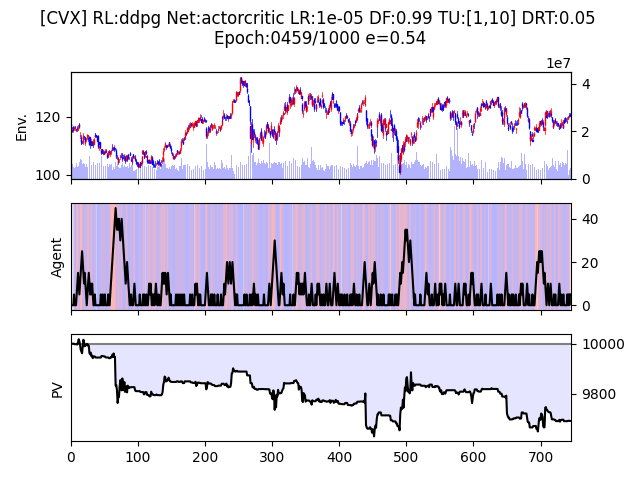 [CVX] RL:ddpg Net:actorcritic LR:1e-05 DF:0.99 TU:[1,10] DRT:0.05
Epoch:0459/1000 e=0.54
1e7
Env.
120
100
4
2
0
Agent
40
20
0
PV
10000
9800
0 100 200 300 400 500 600 700